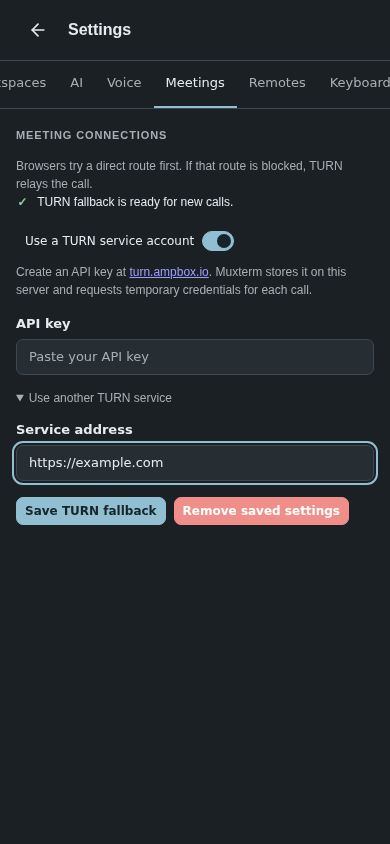 Settings
spaces AI Voice Meetings Remotes Keyboard
MEETING CONNECTIONS
Browsers try a direct route first. If that route is blocked, TURN
relays the call.
✓ TURN fallback is ready for new calls.
Use a TURN service account
Create an API key at turn.ampbox.io. Muxterm stores it on this
server and requests temporary credentials for each call.
API key
Paste your API key
▼ Use another TURN service
Service address
https://example.com
Save TURN fallback Remove saved settings